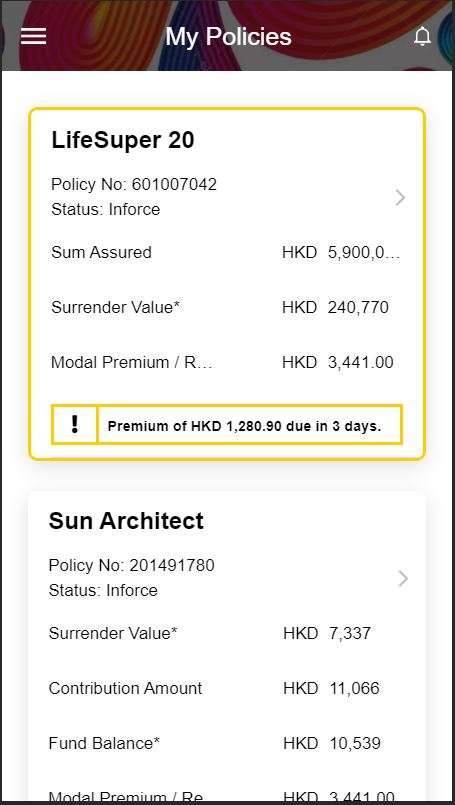 My Policies
LifeSuper 20
Policy No: 601007042
Status: Inforce
Sum Assured HKD 5,900,0...
Surrender Value* HKD 240,770
Modal Premium / R... HKD 3,441.00
! Premium of HKD 1,280.90 due in 3 days.
Sun Architect
Policy No: 201491780
Status: Inforce
Surrender Value* HKD 7,337
Contribution Amount HKD 11,066
Fund Balance* HKD 10,539
Modal Premium / Re HKD 3,441.00